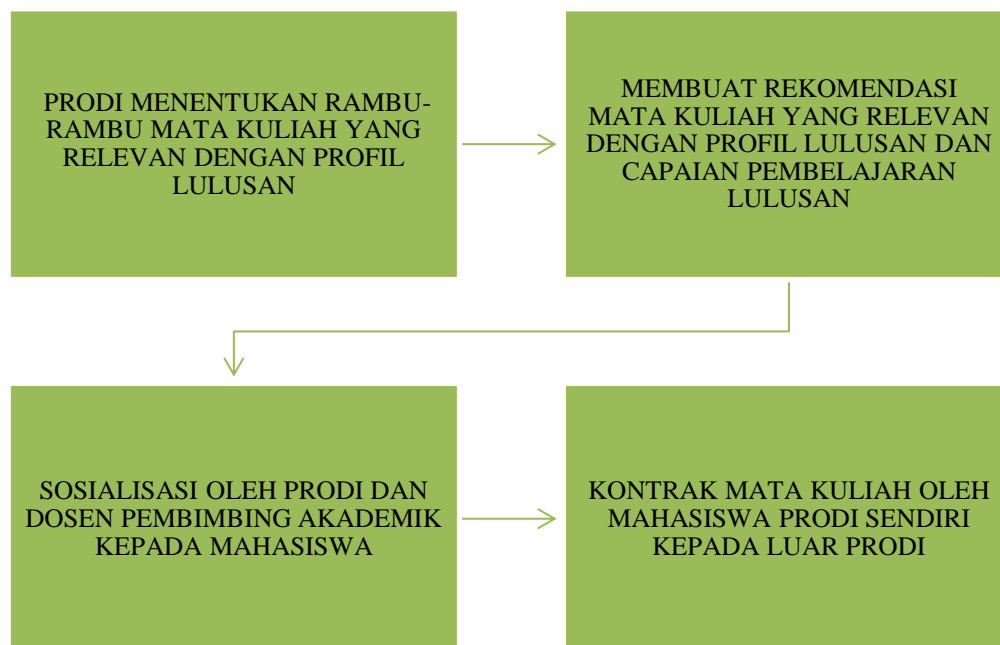 PRODI MENENTUKAN RAMBU-
RAMBU MATA KULIAH YANG
RELEVAN DENGAN PROFIL
LULUSAN
MEMBUAT REKOMENDASI
MATA KULIAH YANG RELEVAN
DENGAN PROFIL LULUSAN DAN
CAPAIAN PEMBELAJARAN
LULUSAN
SOSIALISASI OLEH PRODI DAN
DOSEN PEMBIMBING AKADEMIK
KEPADA MAHASISWA
KONTRAK MATA KULIAH OLEH
MAHASISWA PRODI SENDIRI
KEPADA LUAR PRODI